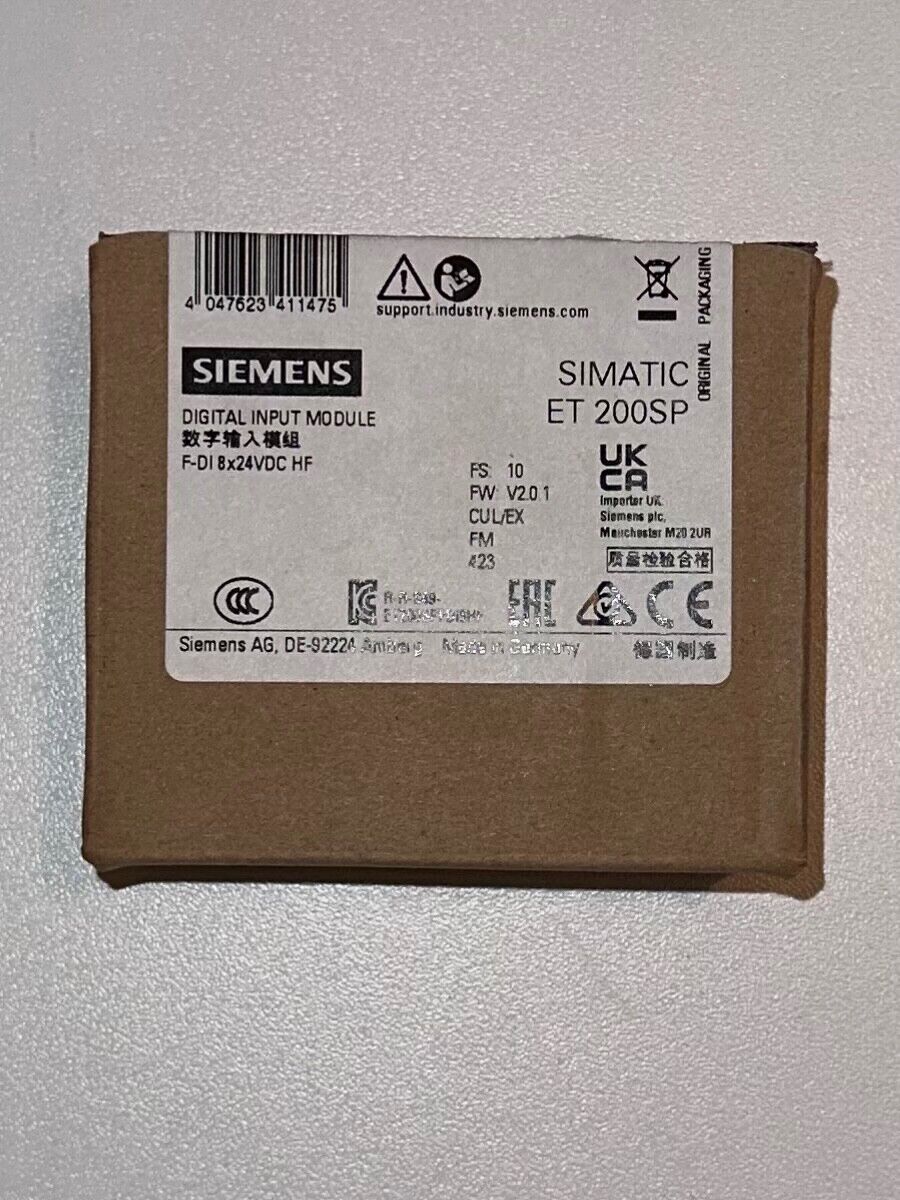 4 047623 411475
support.industry.siemens.com
ORIGINAL PACKAGING
SIEMENS
SIMATIC
ET 200SP
DIGITAL INPUT MODULE
数字输入模组
F-DI 8x24VDC HF
FS: 10
FW: V2.0.1
CUL/EX
FM
423
UK
CA
Importer UK:
Siemens plc,
Manchester M20 2UR
质量检验合格
CCC
EAC
CE
Siemens AG, DE-92224 Amberg Made in Germany
德国制造